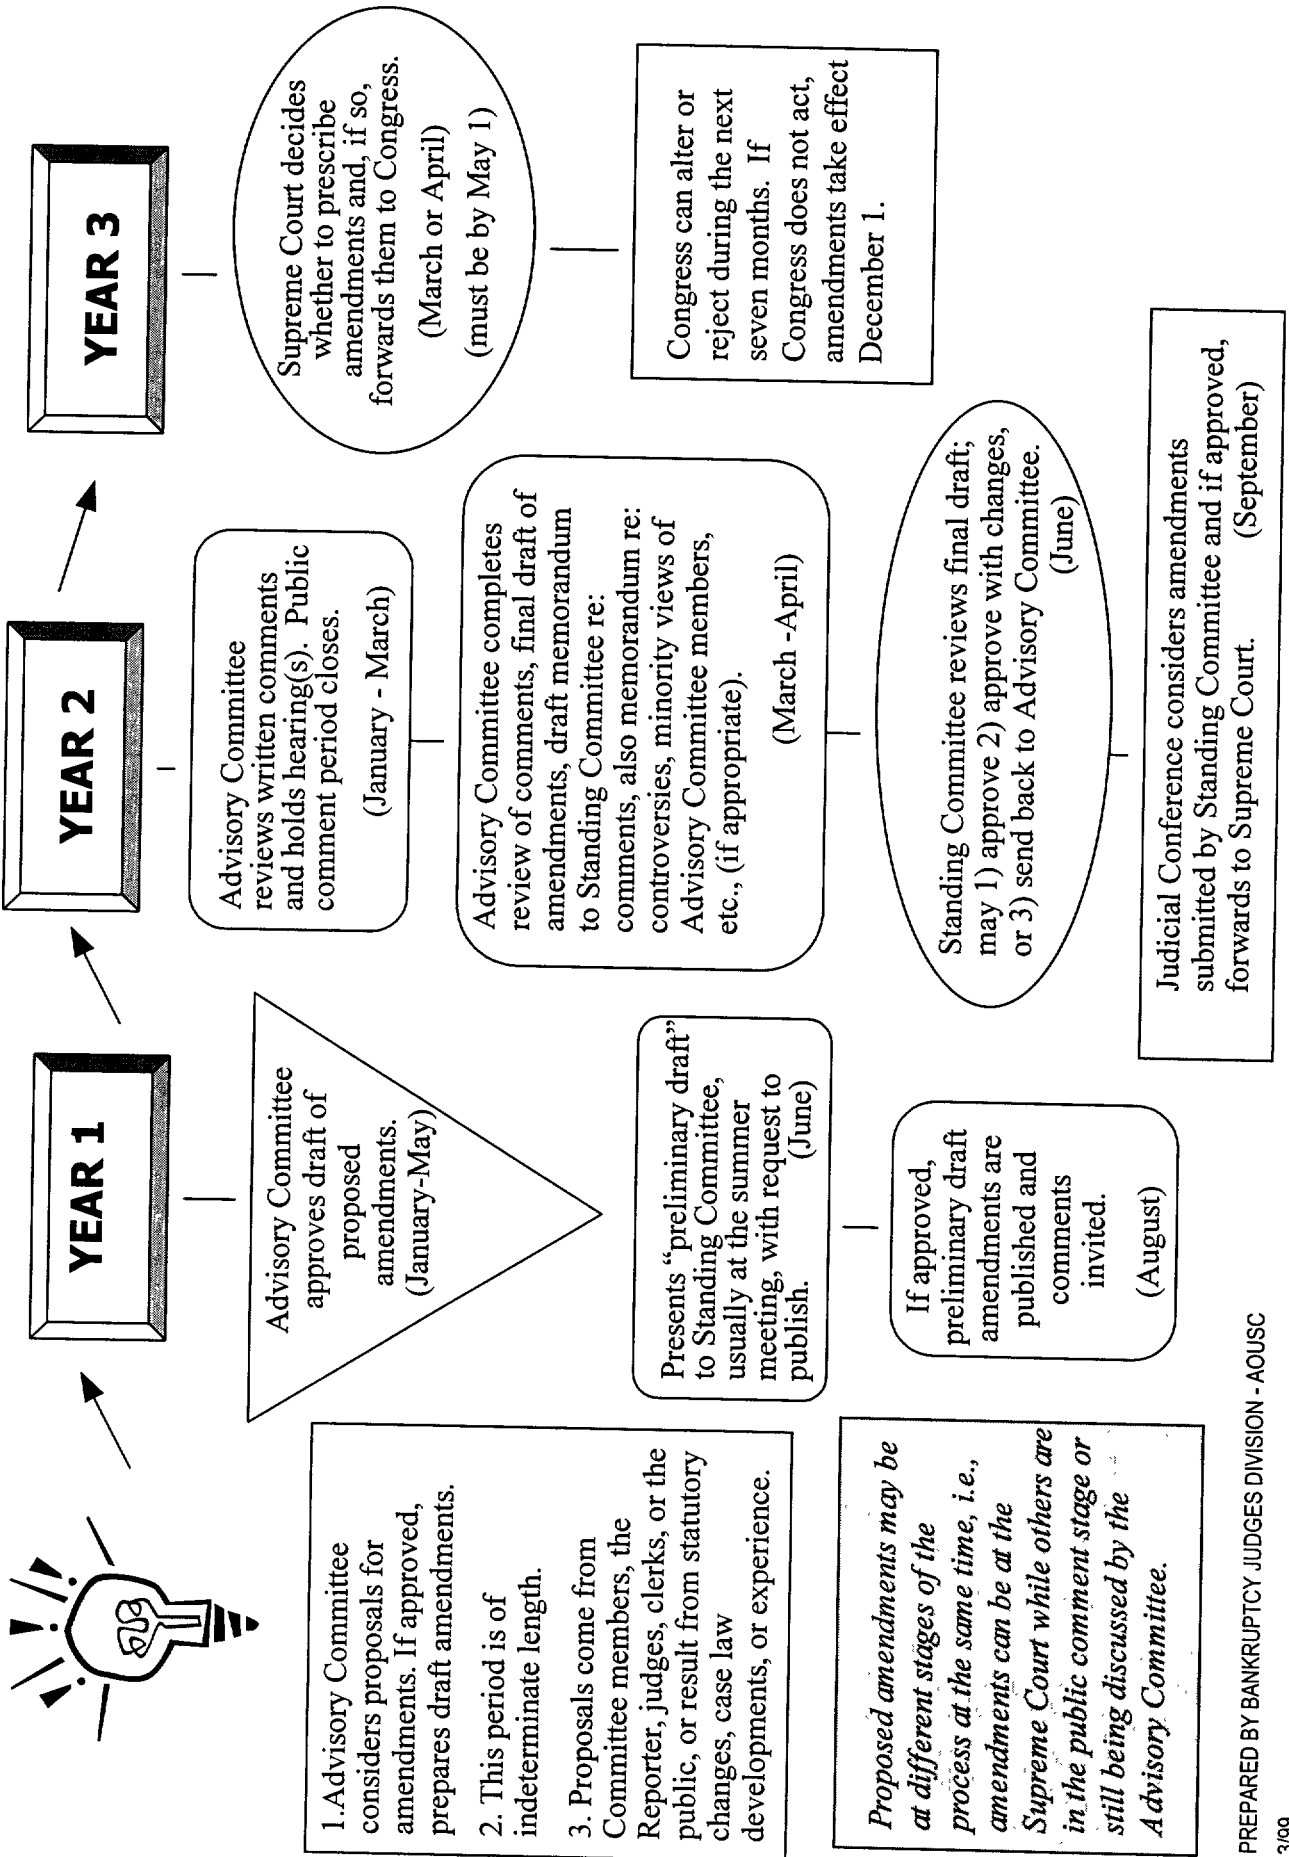 1.Advisory Committee
considers proposals for
amendments. If approved,
prepares draft amendments.
2. This period is of
indeterminate length.
3. Proposals come from
Committee members, the
Reporter, judges, clerks, or the
public, or result from statutory
changes, case law
developments, or experience.
Proposed amendments may be
at different stages of the
process at the same time, i.e.,
amendments can be at the
Supreme Court while others are
in the public comment stage or
still being discussed by the
Advisory Committee.
YEAR 1
Advisory Committee
approves draft of
proposed
amendments.
(January-May)
Presents "preliminary draft"
to Standing Committee,
usually at the summer
meeting, with request to
publish. (June)
If approved,
preliminary draft
amendments are
published and
comments
invited.
(August)
YEAR 2
Advisory Committee
reviews written comments
and holds hearing(s). Public
comment period closes.
(January - March)
Advisory Committee completes
review of comments, final draft of
amendments, draft memorandum
to Standing Committee re:
comments, also memorandum re:
controversies, minority views of
Advisory Committee members,
etc., (if appropriate).
(March -April)
Standing Committee reviews final draft;
may 1) approve 2) approve with changes,
or 3) send back to Advisory Committee.
(June)
Judicial Conference considers amendments
submitted by Standing Committee and if approved,
forwards to Supreme Court. (September)
YEAR 3
Supreme Court decides
whether to prescribe
amendments and, if so,
forwards them to Congress.
(March or April)
(must be by May 1)
Congress can alter or
reject during the next
seven months. If
Congress does not act,
amendments take effect
December 1.
PREPARED BY BANKRUPTCY JUDGES DIVISION - AOUSC
3/99